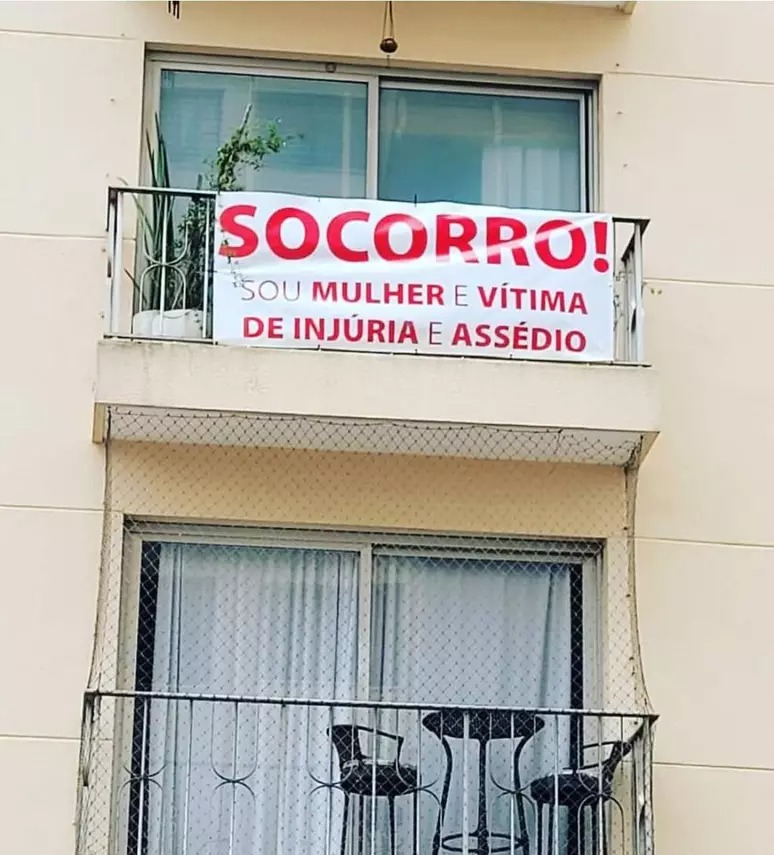 SOCORRO!
SOU MULHER E VÍTIMA
DE INJÚRIA E ASSÉDIO